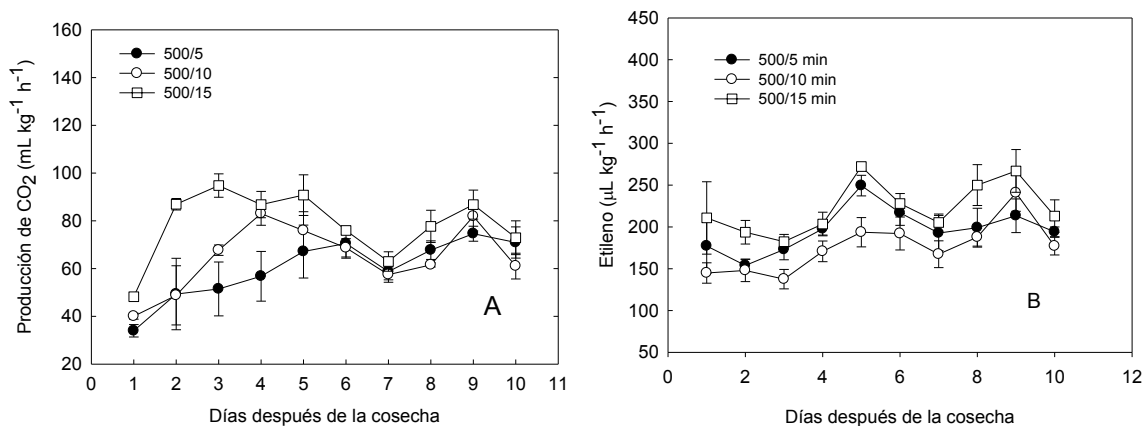 160
140
120
100
80
60
40
20
0 1 2 3 4 5 6 7 8 9 10 11
Producción de CO2 (mL kg-1 h-1)
Días después de la cosecha
500/5
500/10
500/15
A
450
400
350
300
250
200
150
100
50
0 2 4 6 8 10 12
Etileno (µL kg-1 h-1)
Días después de la cosecha
500/5 min
500/10 min
500/15 min
B